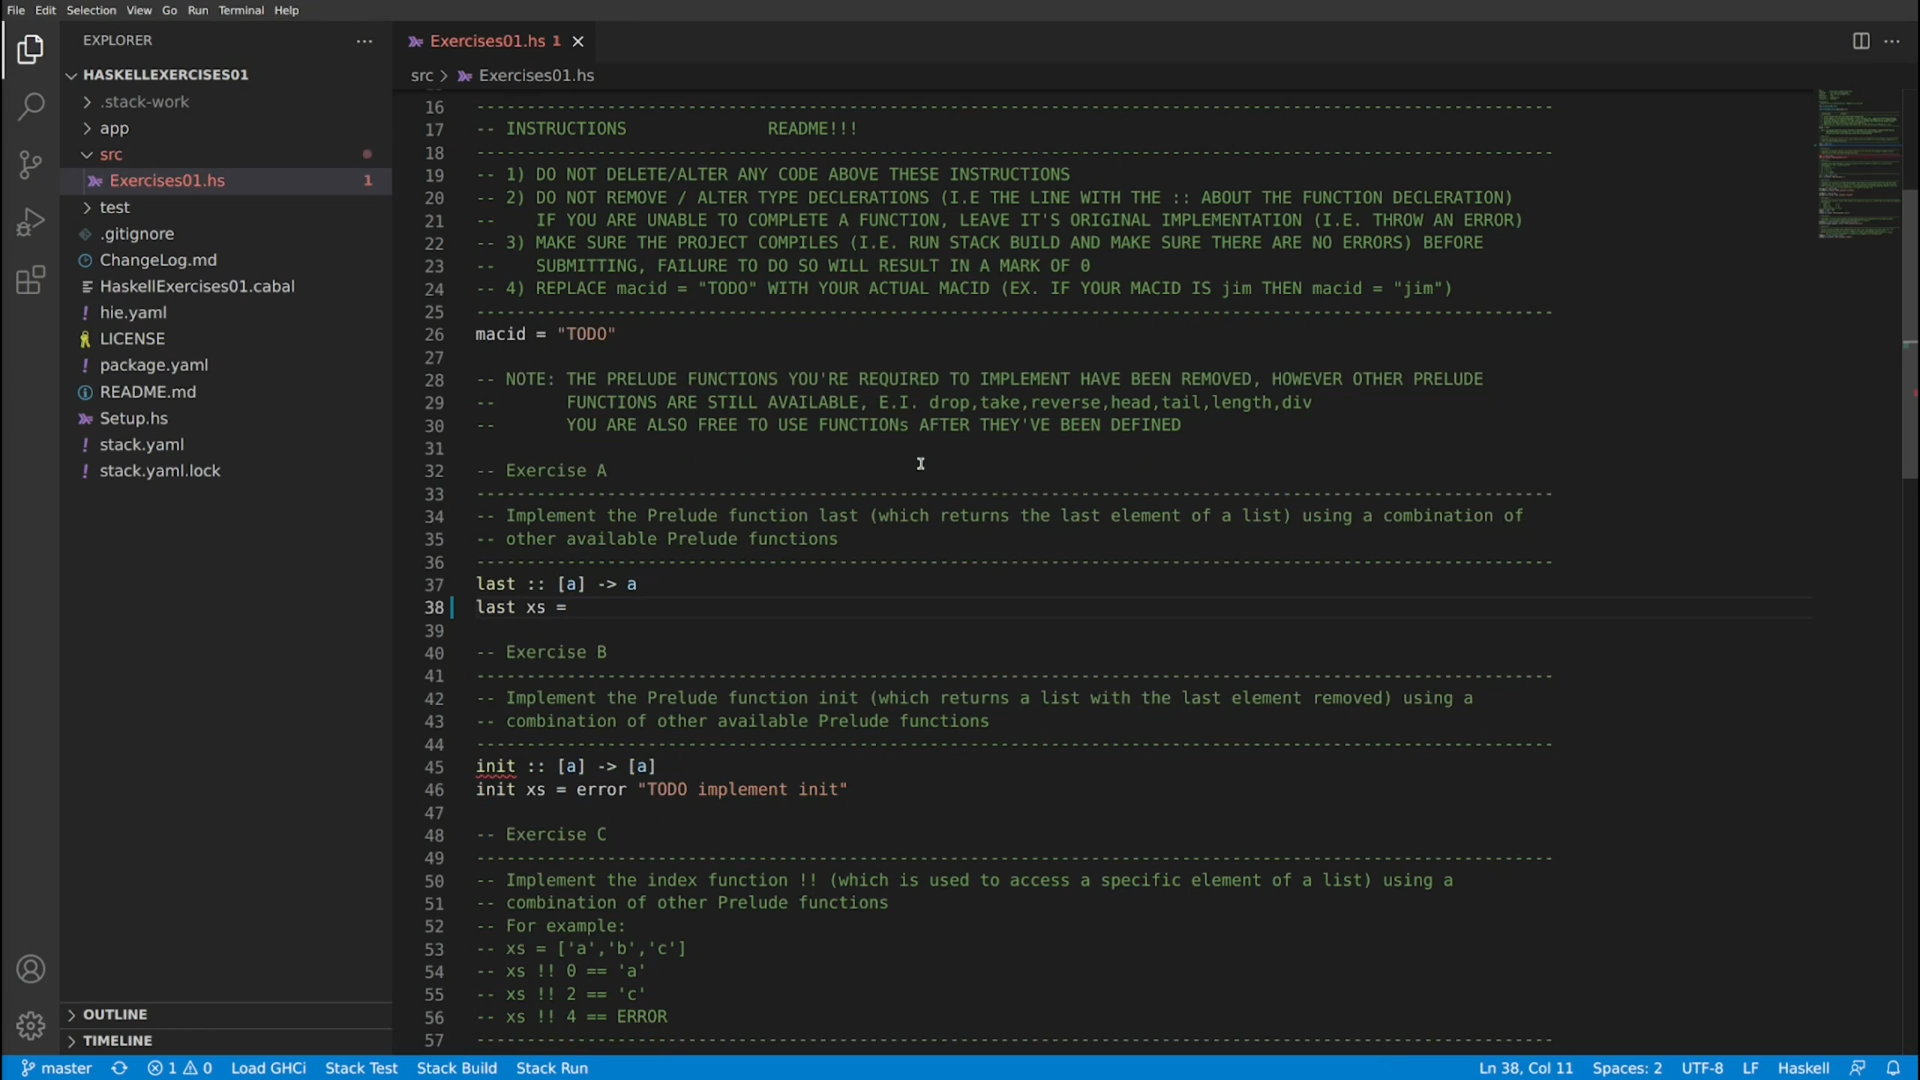 File Edit Selection View Go Run Terminal Help
EXPLORER
HASKELLEXERCISES01
.stack-work
app
src
Exercises01.hs 1
test
.gitignore
ChangeLog.md
HaskellExercises01.cabal
hie.yaml
LICENSE
package.yaml
README.md
Setup.hs
stack.yaml
stack.yaml.lock
OUTLINE
TIMELINE
Exercises01.hs 1
src > Exercises01.hs
16 -----------------------------------------------------------------------------------------------------------
17 -- INSTRUCTIONS              README!!!
18 -----------------------------------------------------------------------------------------------------------
19 -- 1) DO NOT DELETE/ALTER ANY CODE ABOVE THESE INSTRUCTIONS
20 -- 2) DO NOT REMOVE / ALTER TYPE DECLERATIONS (I.E THE LINE WITH THE :: ABOUT THE FUNCTION DECLERATION)
21 --    IF YOU ARE UNABLE TO COMPLETE A FUNCTION, LEAVE IT'S ORIGINAL IMPLEMENTATION (I.E. THROW AN ERROR)
22 -- 3) MAKE SURE THE PROJECT COMPILES (I.E. RUN STACK BUILD AND MAKE SURE THERE ARE NO ERRORS) BEFORE
23 --    SUBMITTING, FAILURE TO DO SO WILL RESULT IN A MARK OF 0
24 -- 4) REPLACE macid = "TODO" WITH YOUR ACTUAL MACID (EX. IF YOUR MACID IS jim THEN macid = "jim")
25 -----------------------------------------------------------------------------------------------------------
26 macid = "TODO"
27
28 -- NOTE: THE PRELUDE FUNCTIONS YOU'RE REQUIRED TO IMPLEMENT HAVE BEEN REMOVED, HOWEVER OTHER PRELUDE
29 --       FUNCTIONS ARE STILL AVAILABLE, E.I. drop,take,reverse,head,tail,length,div
30 --       YOU ARE ALSO FREE TO USE FUNCTIONs AFTER THEY'VE BEEN DEFINED
31
32 -- Exercise A
33 -----------------------------------------------------------------------------------------------------------
34 -- Implement the Prelude function last (which returns the last element of a list) using a combination of
35 -- other available Prelude functions
36 -----------------------------------------------------------------------------------------------------------
37 last :: [a] -> a
38 last xs =
39
40 -- Exercise B
41 -----------------------------------------------------------------------------------------------------------
42 -- Implement the Prelude function init (which returns a list with the last element removed) using a
43 -- combination of other available Prelude functions
44 -----------------------------------------------------------------------------------------------------------
45 init :: [a] -> [a]
46 init xs = error "TODO implement init"
47
48 -- Exercise C
49 -----------------------------------------------------------------------------------------------------------
50 -- Implement the index function !! (which is used to access a specific element of a list) using a
51 -- combination of other Prelude functions
52 -- For example:
53 -- xs = ['a','b','c']
54 -- xs !! 0 == 'a'
55 -- xs !! 2 == 'c'
56 -- xs !! 4 == ERROR
57 -----------------------------------------------------------------------------------------------------------
master 1 0 Load GHCi Stack Test Stack Build Stack Run Ln 38, Col 11 Spaces: 2 UTF-8 LF Haskell